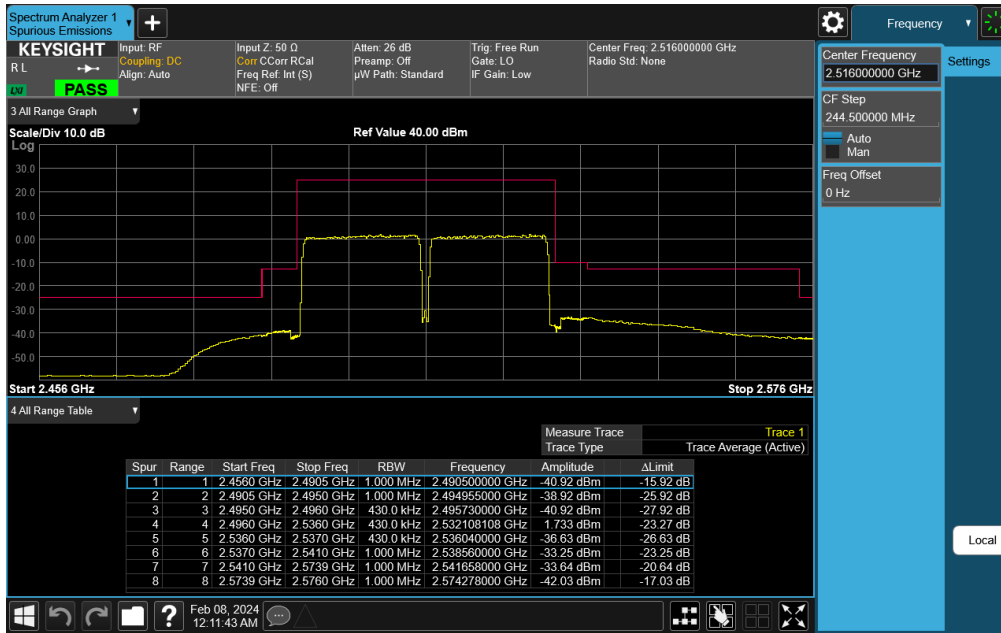 Spectrum Analyzer 1
Spurious Emissions
Frequency
KEYSIGHT
R L
LXI
PASS
Input: RF
Coupling: DC
Align: Auto
Input Z: 50 Ω
Corr CCorr RCal
Freq Ref: Int (S)
NFE: Off
Atten: 26 dB
Preamp: Off
µW Path: Standard
Trig: Free Run
Gate: LO
IF Gain: Low
Center Freq: 2.516000000 GHz
Radio Std: None
Center Frequency
2.516000000 GHz
Settings
CF Step
244.500000 MHz
Auto
Man
Freq Offset
0 Hz
3 All Range Graph
Scale/Div 10.0 dB
Ref Value 40.00 dBm
Log
30.0
20.0
10.0
0.00
-10.0
-20.0
-30.0
-40.0
-50.0
Start 2.456 GHz
Stop 2.576 GHz
4 All Range Table
Measure Trace Trace 1
Trace Type Trace Average (Active)
Spur Range Start Freq Stop Freq RBW Frequency Amplitude ΔLimit
1 1 2.4560 GHz 2.4905 GHz 1.000 MHz 2.490500000 GHz -40.92 dBm -15.92 dB
2 2 2.4905 GHz 2.4950 GHz 1.000 MHz 2.494955000 GHz -38.92 dBm -25.92 dB
3 3 2.4950 GHz 2.4960 GHz 430.0 kHz 2.495730000 GHz -40.92 dBm -27.92 dB
4 4 2.4960 GHz 2.5360 GHz 430.0 kHz 2.532108108 GHz 1.733 dBm -23.27 dB
5 5 2.5360 GHz 2.5370 GHz 430.0 kHz 2.536040000 GHz -36.63 dBm -26.63 dB
6 6 2.5370 GHz 2.5410 GHz 1.000 MHz 2.538560000 GHz -33.25 dBm -23.25 dB
7 7 2.5410 GHz 2.5739 GHz 1.000 MHz 2.541658000 GHz -33.64 dBm -20.64 dB
8 8 2.5739 GHz 2.5760 GHz 1.000 MHz 2.574278000 GHz -42.03 dBm -17.03 dB
Local
?
Feb 08, 2024
12:11:43 AM